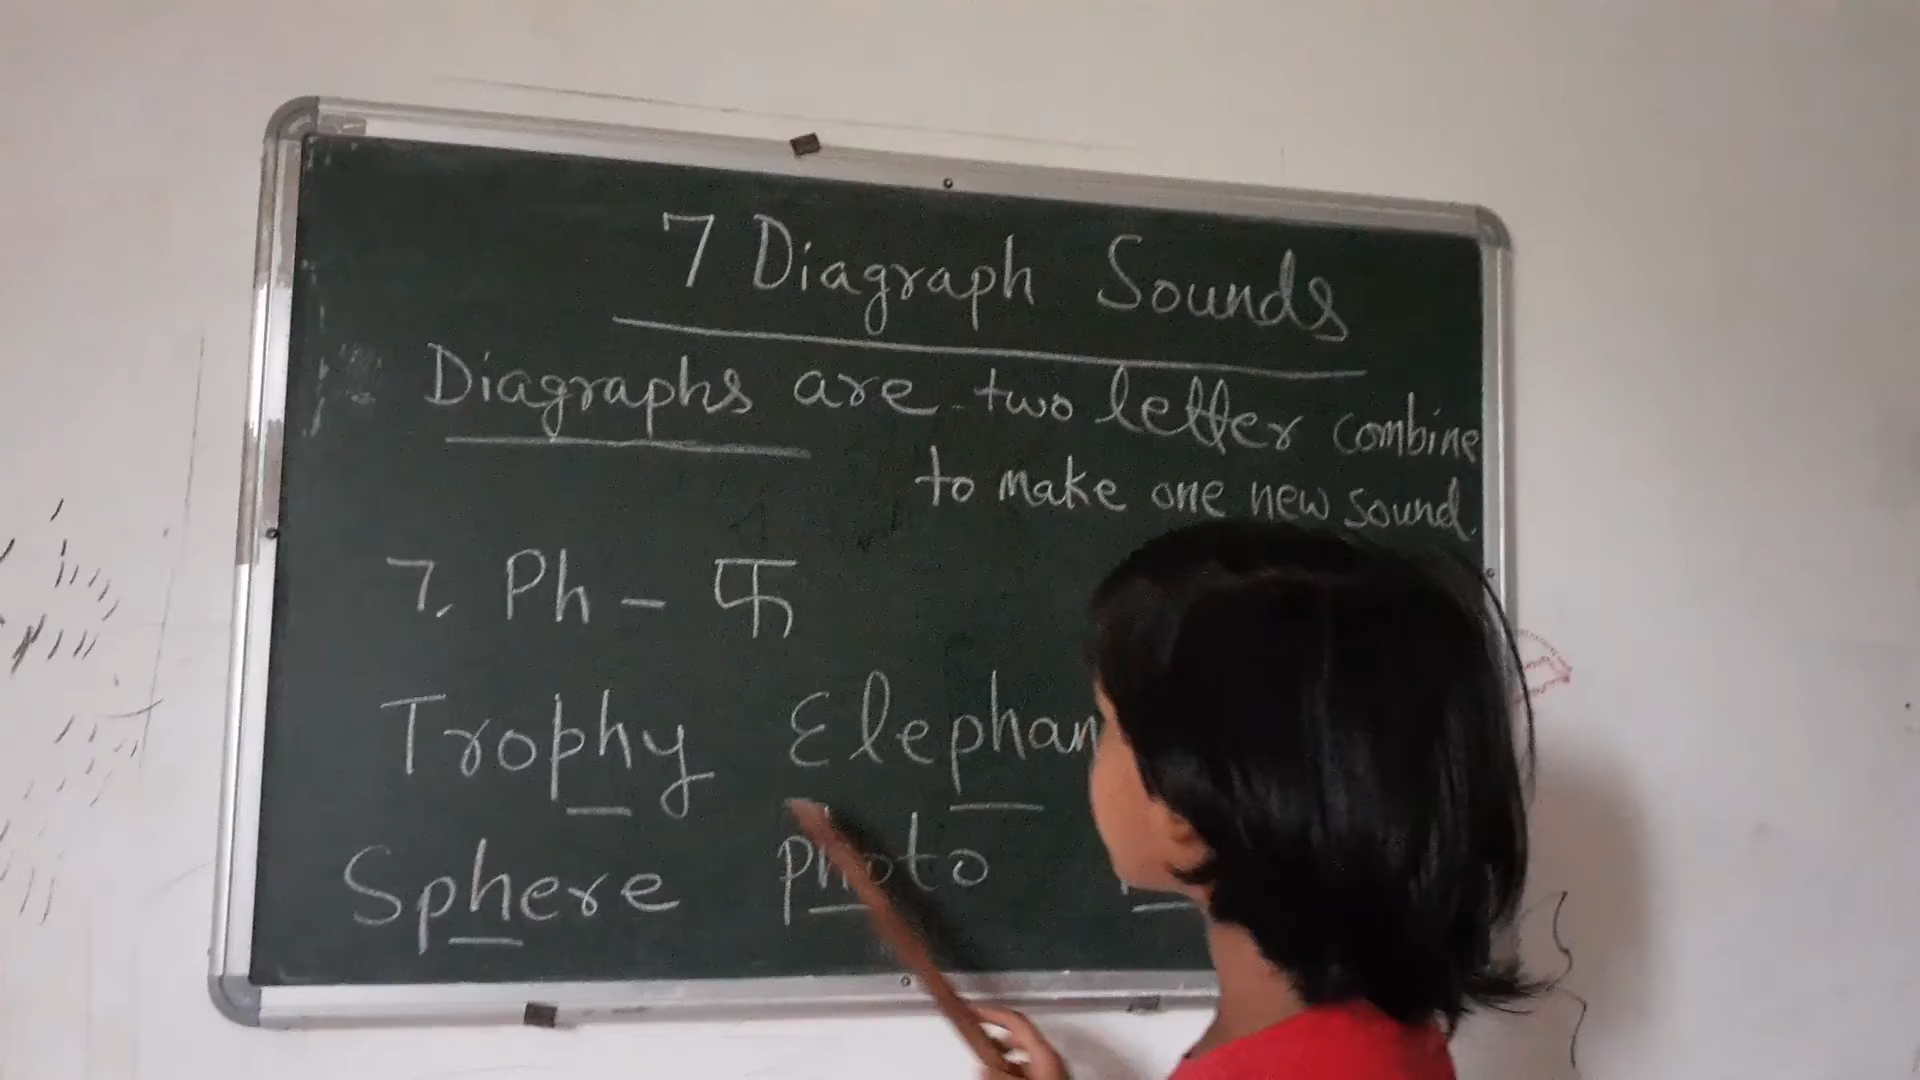 7 Diagraph Sounds
Diagraphs are two letter combine
to make one new sound.
7. Ph - फ
Trophy Elephan
Sphere photo